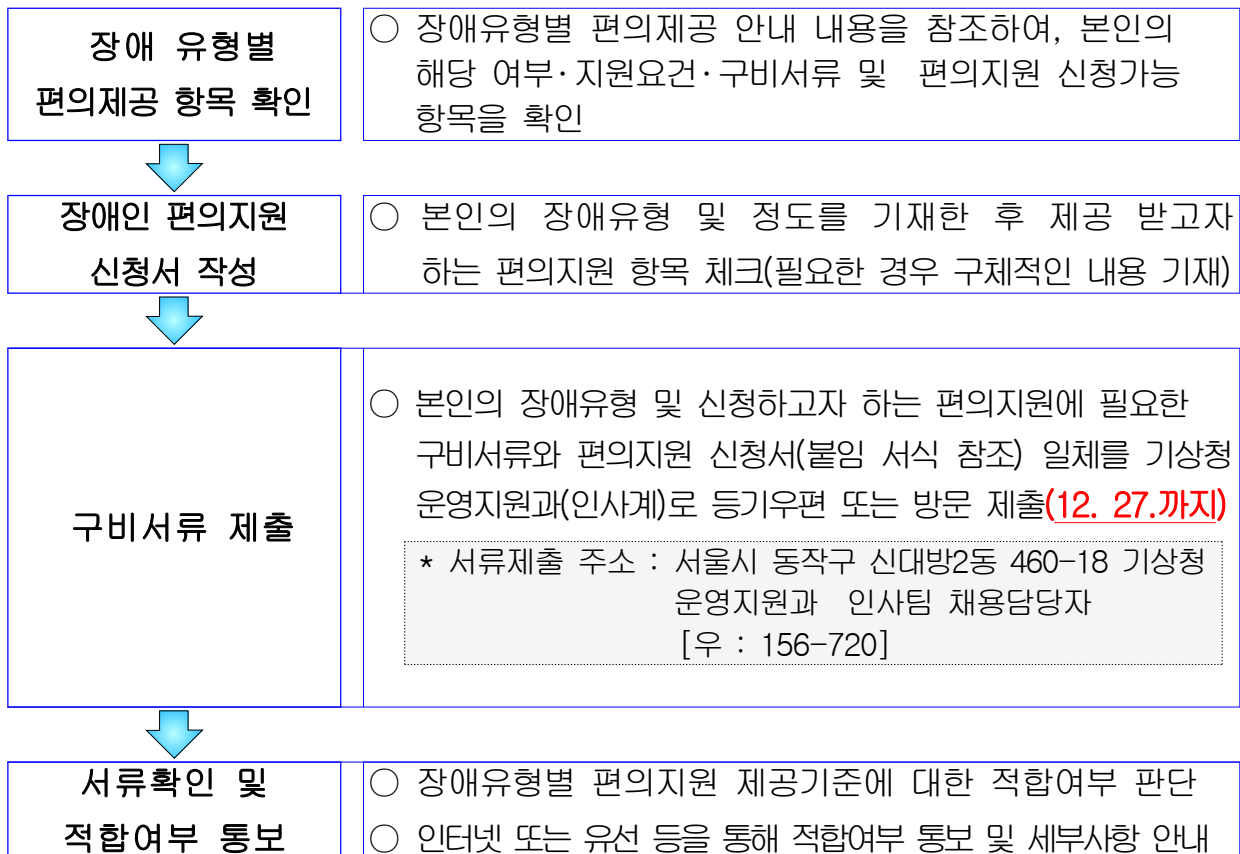 장애 유형별
편의제공 항목 확인
○ 장애유형별 편의제공 안내 내용을 참조하여, 본인의
해당 여부·지원요건·구비서류 및 편의지원 신청가능
항목을 확인
장애인 편의지원
신청서 작성
○ 본인의 장애유형 및 정도를 기재한 후 제공 받고자
하는 편의지원 항목 체크(필요한 경우 구체적인 내용 기재)
구비서류 제출
○ 본인의 장애유형 및 신청하고자 하는 편의지원에 필요한
구비서류와 편의지원 신청서(붙임 서식 참조) 일체를 기상청
운영지원과(인사계)로 등기우편 또는 방문 제출(12. 27.까지)
* 서류제출 주소 : 서울시 동작구 신대방2동 460-18 기상청
운영지원과 인사팀 채용담당자
[우 : 156-720]
서류확인 및
적합여부 통보
○ 장애유형별 편의지원 제공기준에 대한 적합여부 판단
○ 인터넷 또는 유선 등을 통해 적합여부 통보 및 세부사항 안내